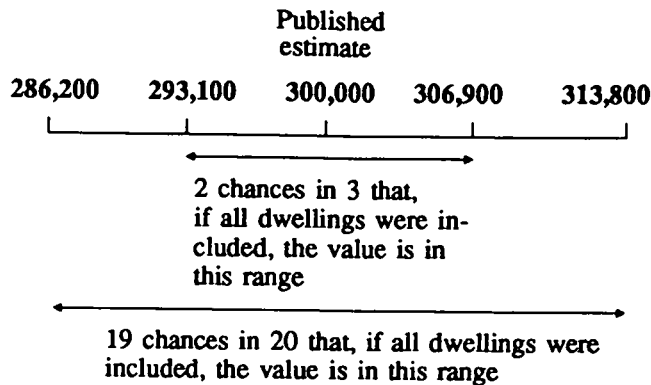 Published
estimate
286,200 293,100 300,000 306,900 313,800
2 chances in 3 that,
if all dwellings were in-
cluded, the value is in
this range
19 chances in 20 that, if all dwellings were
included, the value is in this range